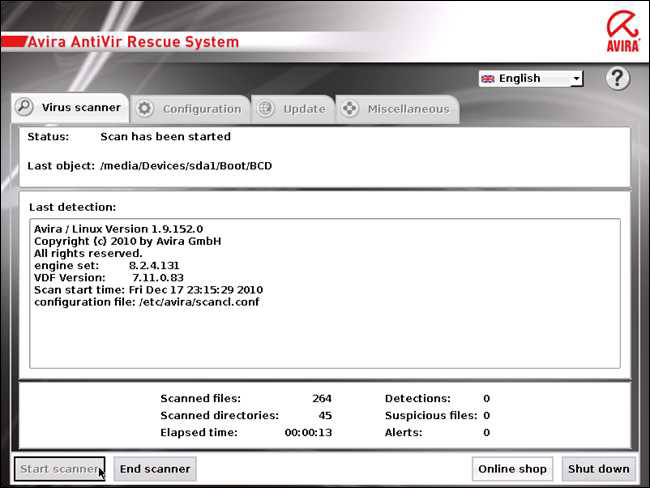 Avira AntiVir Rescue System
AVIRA
English
?
Virus scanner
Configuration
Update
Miscellaneous
Status: Scan has been started
Last object: /media/Devices/sda1/Boot/BCD
Last detection:
Avira / Linux Version 1.9.152.0
Copyright (c) 2010 by Avira GmbH
All rights reserved.
engine set: 8.2.4.131
VDF Version: 7.11.0.83
Scan start time: Fri Dec 17 23:15:29 2010
configuration file: /etc/avira/scancl.conf
Scanned files: 264 Detections: 0
Scanned directories: 45 Suspicious files: 0
Elapsed time: 00:00:13 Alerts: 0
Start scanner
End scanner
Online shop
Shut down